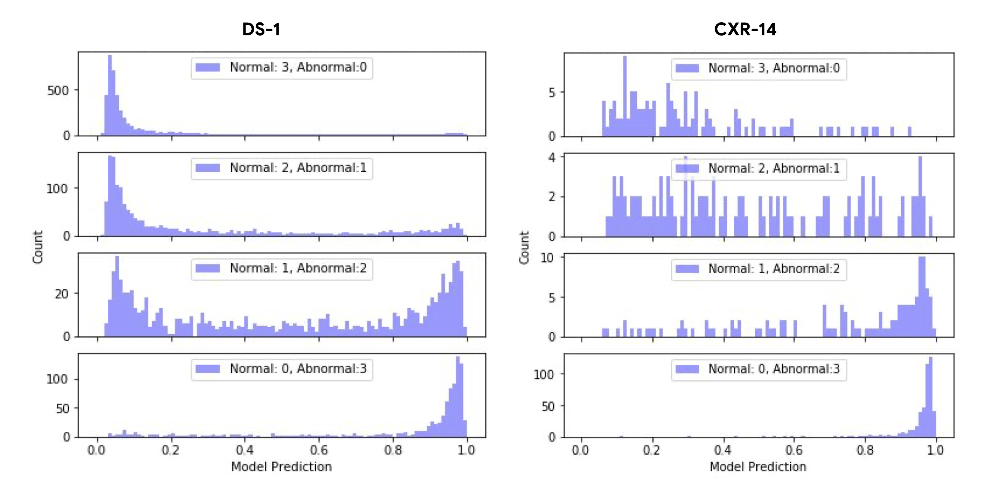 DS-1
Normal: 3, Abnormal:0
500
0
Normal: 2, Abnormal:1
100
0
Normal: 1, Abnormal:2
20
0
Normal: 0, Abnormal:3
100
50
0
Count
0.0 0.2 0.4 0.6 0.8 1.0
Model Prediction
CXR-14
Normal: 3, Abnormal:0
5
0
Normal: 2, Abnormal:1
4
2
0
Normal: 1, Abnormal:2
10
5
0
Normal: 0, Abnormal:3
100
50
0
Count
0.0 0.2 0.4 0.6 0.8 1.0
Model Prediction